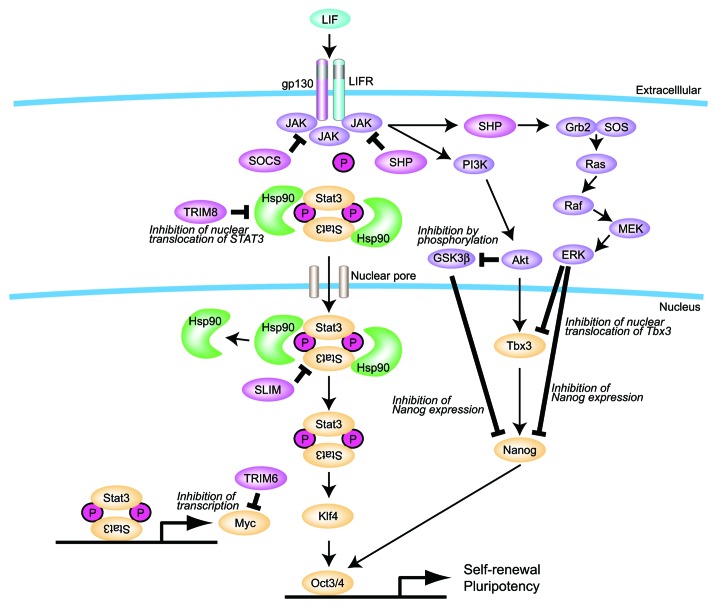 LIF
gp130
LIFR
Extracelllular
JAK
JAK
JAK
SHP
Grb2
SOS
SOCS
P
SHP
PI3K
Ras
Raf
MEK
TRIM8
Inhibition of nuclear
translocation of STAT3
Hsp90
Stat3
P
P
Stat3
Hsp90
Inhibition by
phosphorylation
GSK3β
Akt
ERK
Nuclear pore
Nucleus
Hsp90
Hsp90
Stat3
P
P
Stat3
Hsp90
SLIM
Tbx3
Inhibition of nuclear
translocation of Tbx3
Inhibition of
Nanog expression
Inhibition of
Nanog expression
Stat3
P
P
Stat3
Nanog
TRIM6
Inhibition of
transcription
Stat3
P
P
Stat3
Myc
Klf4
Oct3/4
Self-renewal
Pluripotency